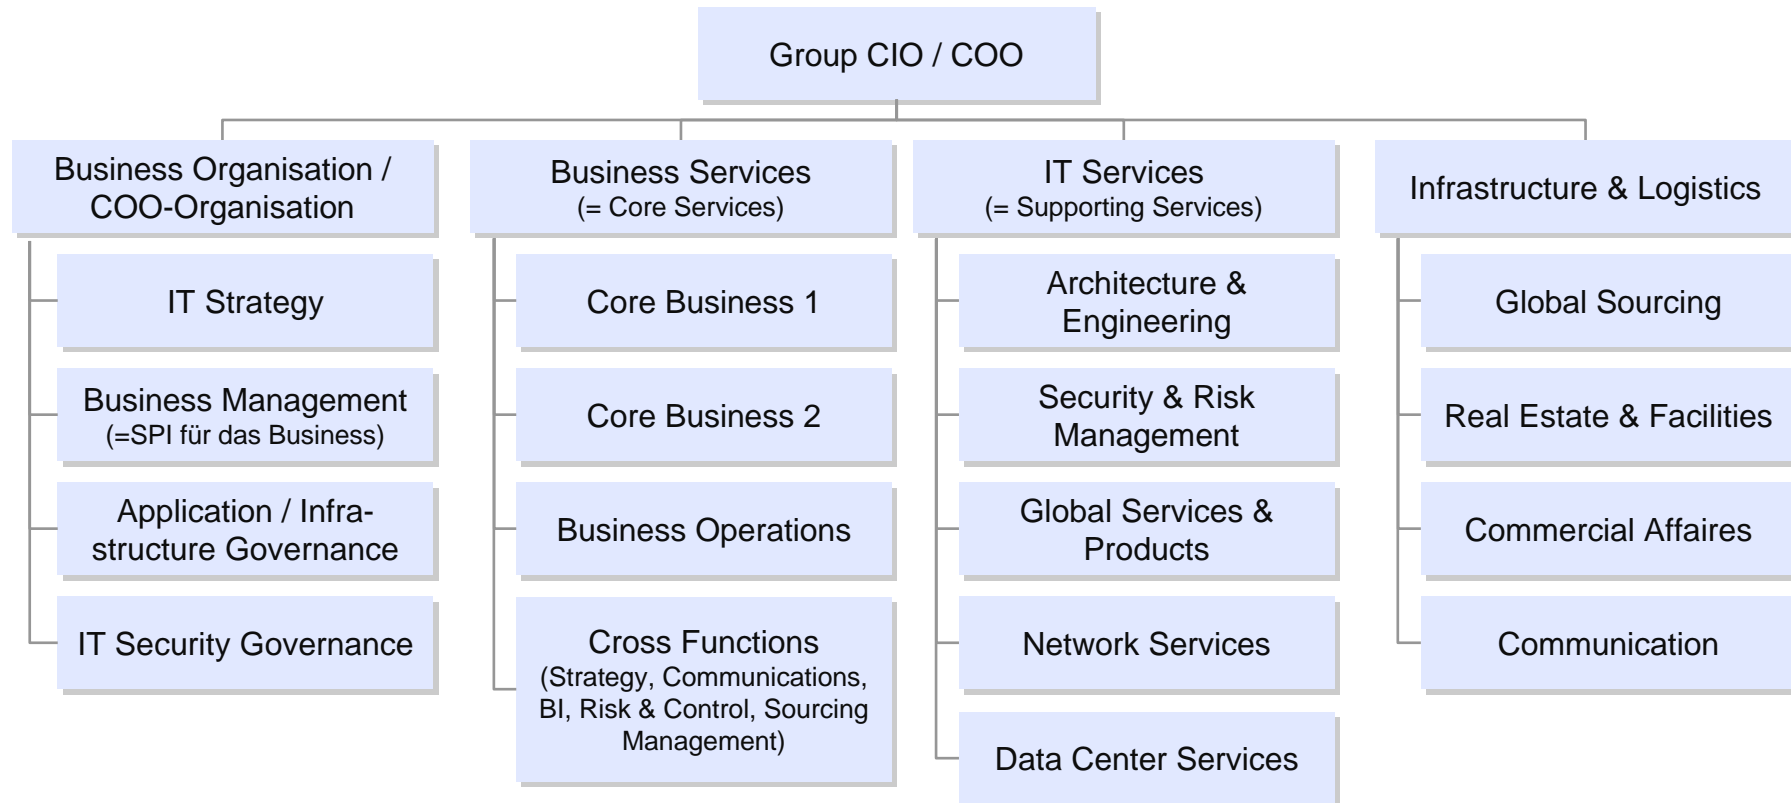 Group CIO / COO
Business Organisation /
COO-Organisation
IT Strategy
Business Management
(=SPI für das Business)
Application / Infra-
structure Governance
IT Security Governance
Business Services
(= Core Services)
Core Business 1
Core Business 2
Business Operations
Cross Functions
(Strategy, Communications,
BI, Risk & Control, Sourcing
Management)
IT Services
(= Supporting Services)
Architecture &
Engineering
Security & Risk
Management
Global Services &
Products
Network Services
Data Center Services
Infrastructure & Logistics
Global Sourcing
Real Estate & Facilities
Commercial Affaires
Communication